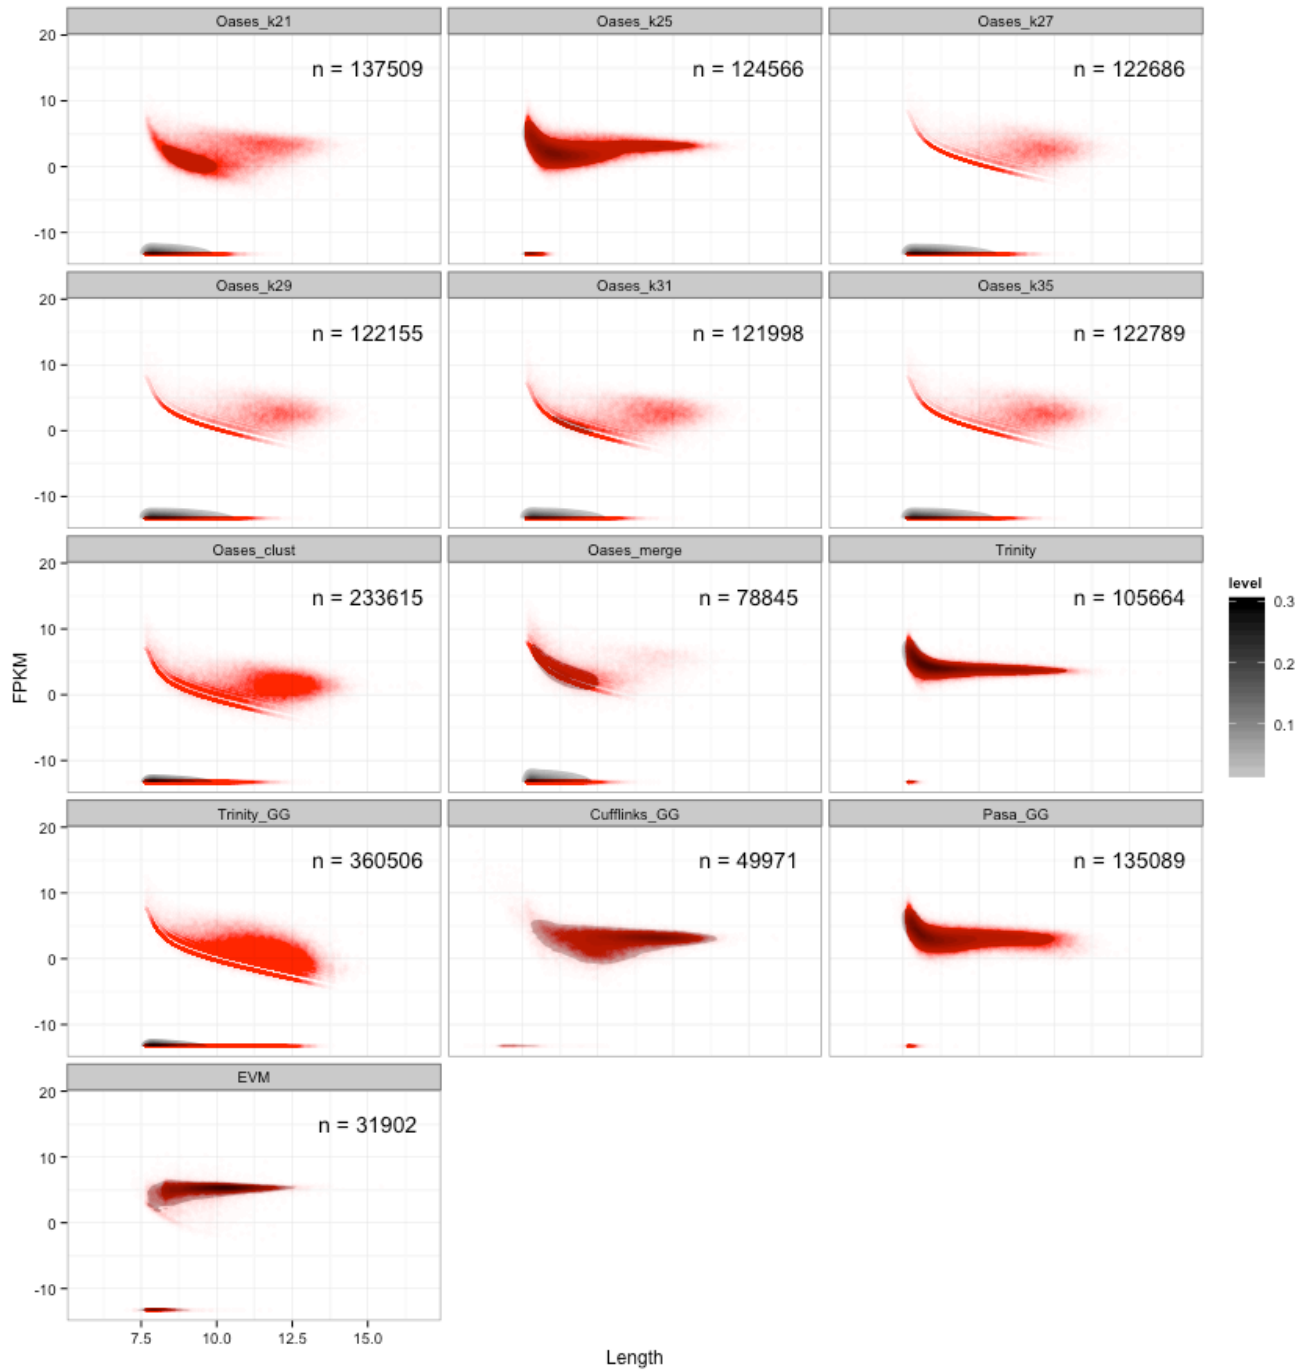 Oases_k21 Oases_k25 Oases_k27
20
n = 137509 n = 124566 n = 122686
10
0
-10
Oases_k29 Oases_k31 Oases_k35
20
n = 122155 n = 121998 n = 122789
10
0
-10
Oases_clust Oases_merge Trinity
20
n = 233615 n = 78845 n = 105664
10
0
-10
FPKM
level
0.3
0.2
0.1
Trinity_GG Cufflinks_GG Pasa_GG
20
n = 360506 n = 49971 n = 135089
10
0
-10
EVM
20
n = 31902
10
0
-10
7.5 10.0 12.5 15.0
Length